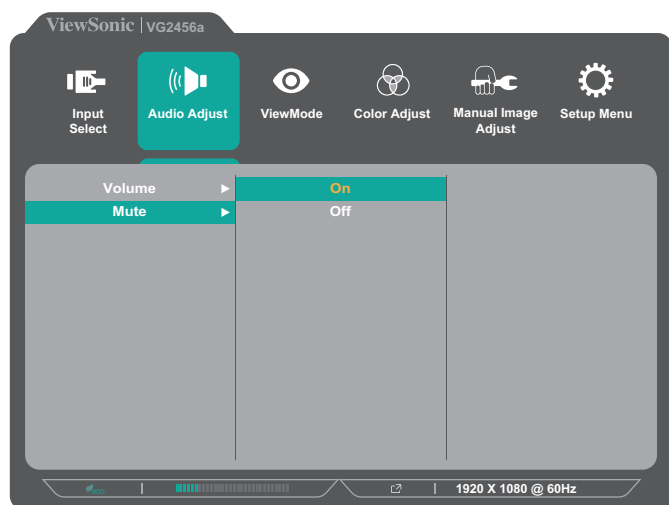 ViewSonic | VG2456a
Input Select
Audio Adjust
ViewMode
Color Adjust
Manual Image Adjust
Setup Menu
Volume
On
Mute
Off
eco
1920 X 1080 @ 60Hz